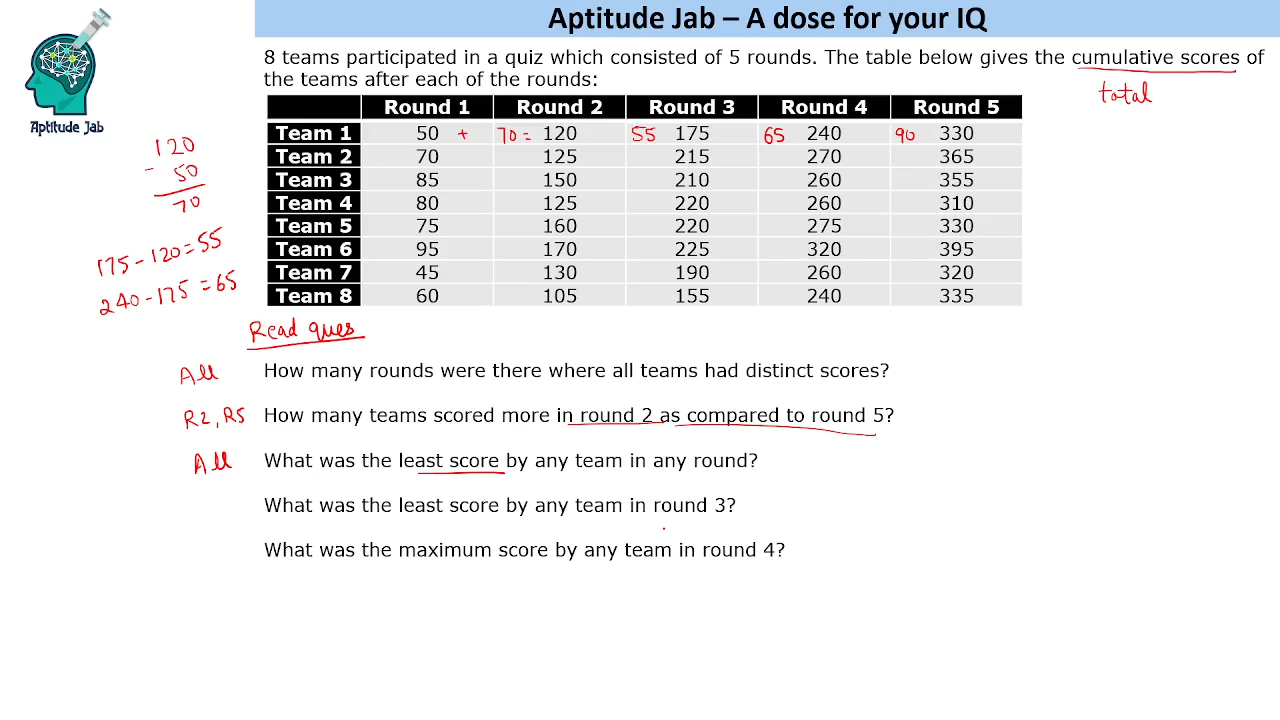 Aptitude Jab – A dose for your IQ
8 teams participated in a quiz which consisted of 5 rounds. The table below gives the cumulative scores of
the teams after each of the rounds:
total
Aptitude Jab
Round 1 Round 2 Round 3 Round 4 Round 5
Team 1 50 + 70 = 120 55 175 65 240 90 330
Team 2 70 125 215 270 365
Team 3 85 150 210 260 355
Team 4 80 125 220 260 310
Team 5 75 160 220 275 330
Team 6 95 170 225 320 395
Team 7 45 130 190 260 320
Team 8 60 105 155 240 335
120
- 50
70
175 - 120 = 55
240 - 175 = 65
Read ques
All How many rounds were there where all teams had distinct scores?
R2, R5 How many teams scored more in round 2 as compared to round 5?
All What was the least score by any team in any round?
What was the least score by any team in round 3?
What was the maximum score by any team in round 4?